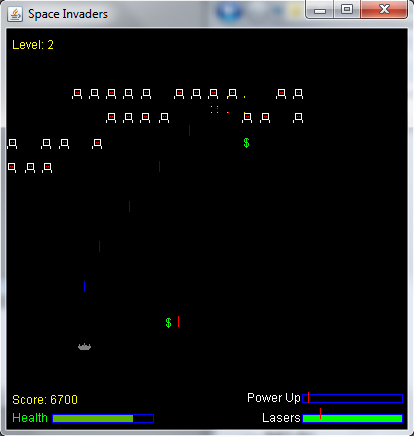 Space Invaders
Level: 2
$
$
Score: 6700
Power Up
Health
Lasers